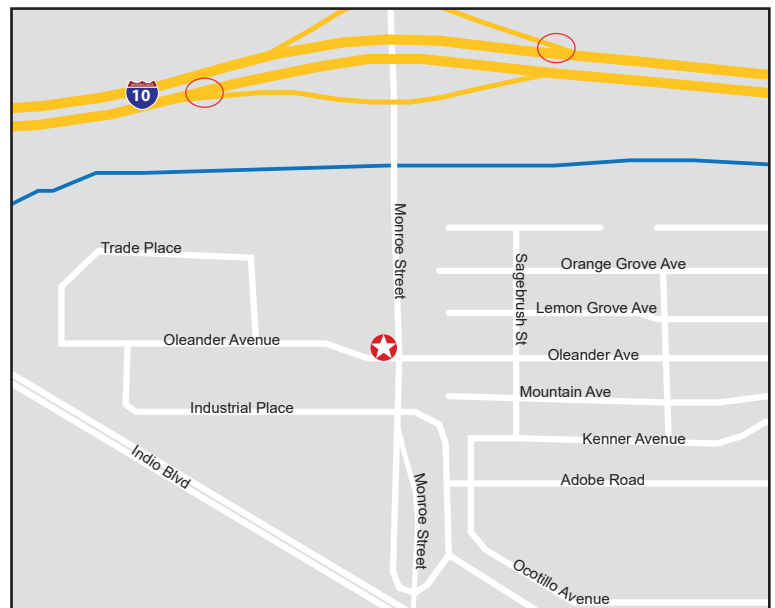 10
Monroe Street
Trade Place
Sagebrush St
Orange Grove Ave
Lemon Grove Ave
Oleander Avenue
Oleander Ave
Mountain Ave
Industrial Place
Kenner Avenue
Indio Blvd
Monroe Street
Adobe Road
Ocotillo Avenue